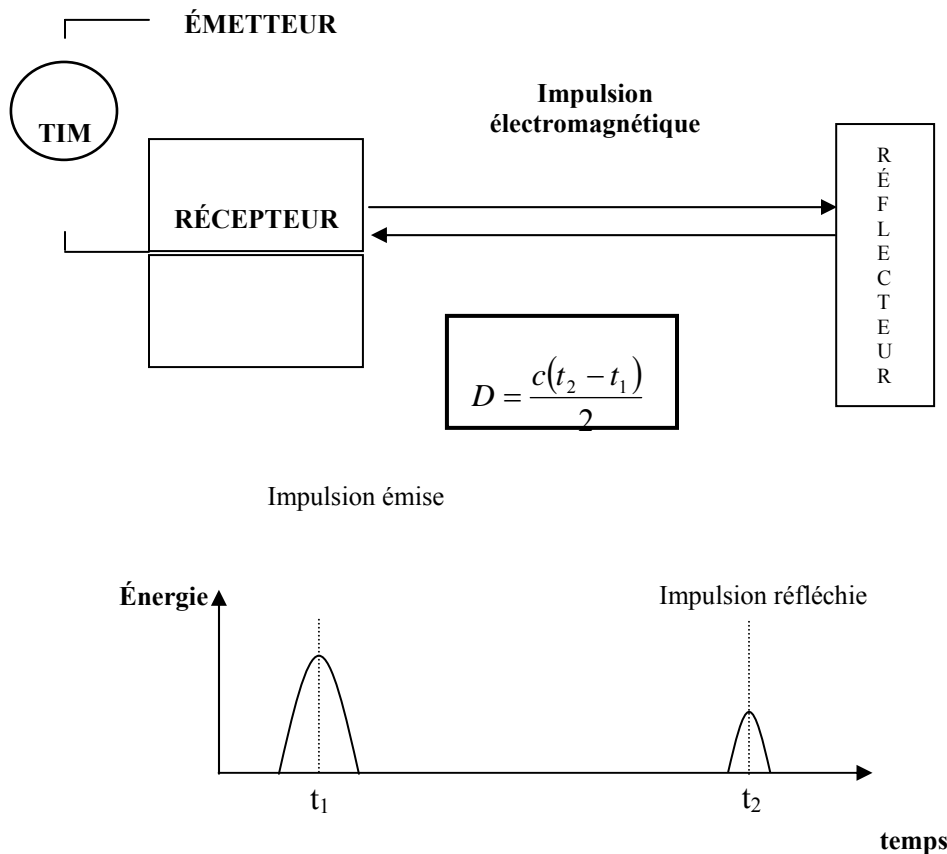 ÉMETTEUR
TIM
Impulsion
électromagnétique
RÉCEPTEUR
R
É
F
L
E
C
T
E
U
R
D = c(t₂ − t₁) / 2
Impulsion émise
Énergie
Impulsion réfléchie
t₁
t₂
temps